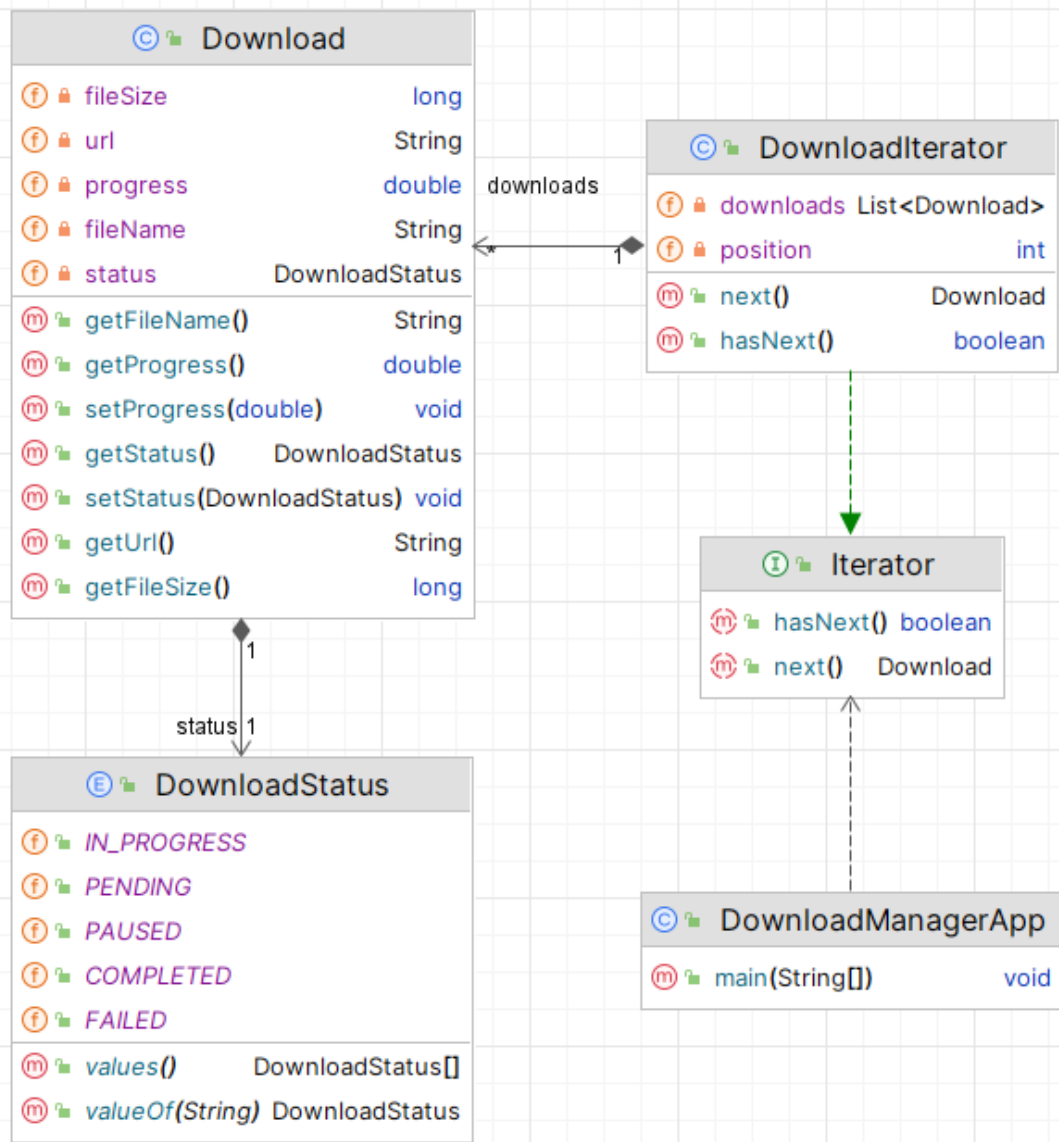 Download
fileSize long
url String
progress double
fileName String
status DownloadStatus
getFileName() String
getProgress() double
setProgress(double) void
getStatus() DownloadStatus
setStatus(DownloadStatus) void
getUrl() String
getFileSize() long
downloads
* 1
DownloadIterator
downloads List<Download>
position int
next() Download
hasNext() boolean
Iterator
hasNext() boolean
next() Download
1
status 1
DownloadStatus
IN_PROGRESS
PENDING
PAUSED
COMPLETED
FAILED
values() DownloadStatus[]
valueOf(String) DownloadStatus
DownloadManagerApp
main(String[]) void